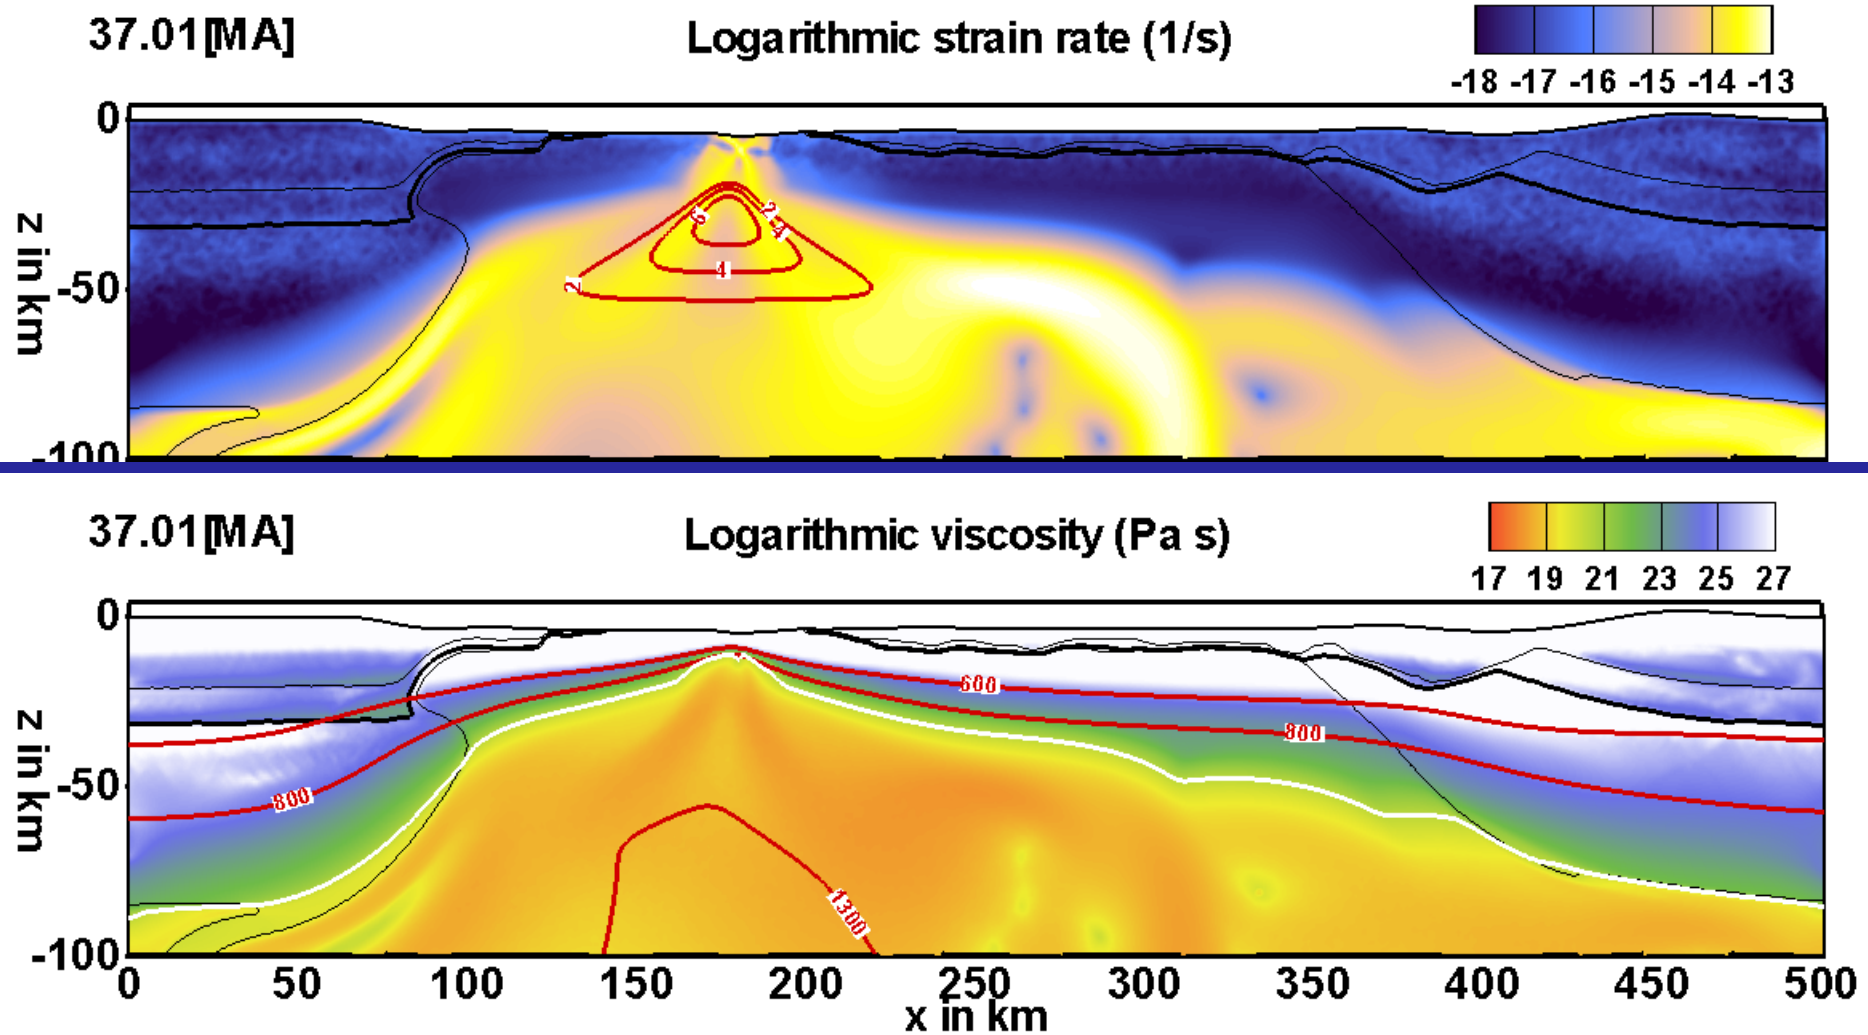 37.01[MA]
Logarithmic strain rate (1/s)
-18 -17 -16 -15 -14 -13
0
-50
-100
z in km
2
4
6
2
4
37.01[MA]
Logarithmic viscosity (Pa s)
17 19 21 23 25 27
0
-50
-100
z in km
600
800
800
1300
0 50 100 150 200 250 300 350 400 450 500
x in km